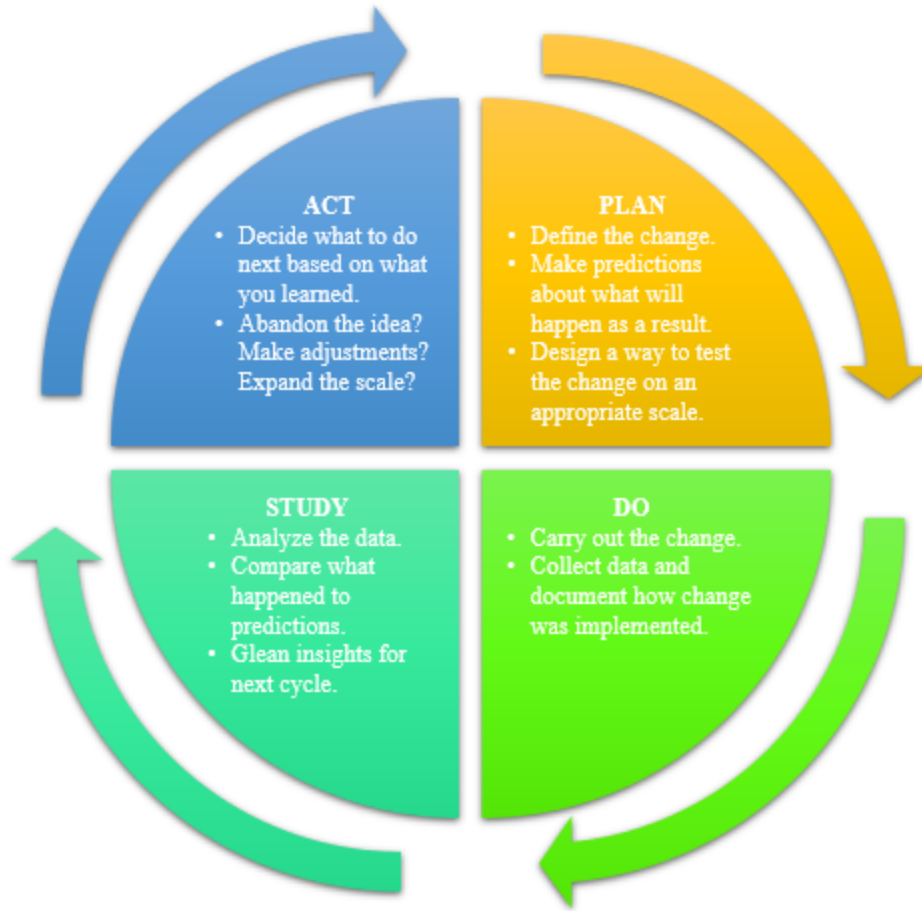 ACT
• Decide what to do
next based on what
you learned.
• Abandon the idea?
Make adjustments?
Expand the scale?
PLAN
• Define the change.
• Make predictions
about what will
happen as a result.
• Design a way to test
the change on an
appropriate scale.
STUDY
• Analyze the data.
• Compare what
happened to
predictions.
• Glean insights for
next cycle.
DO
• Carry out the change.
• Collect data and
document how change
was implemented.